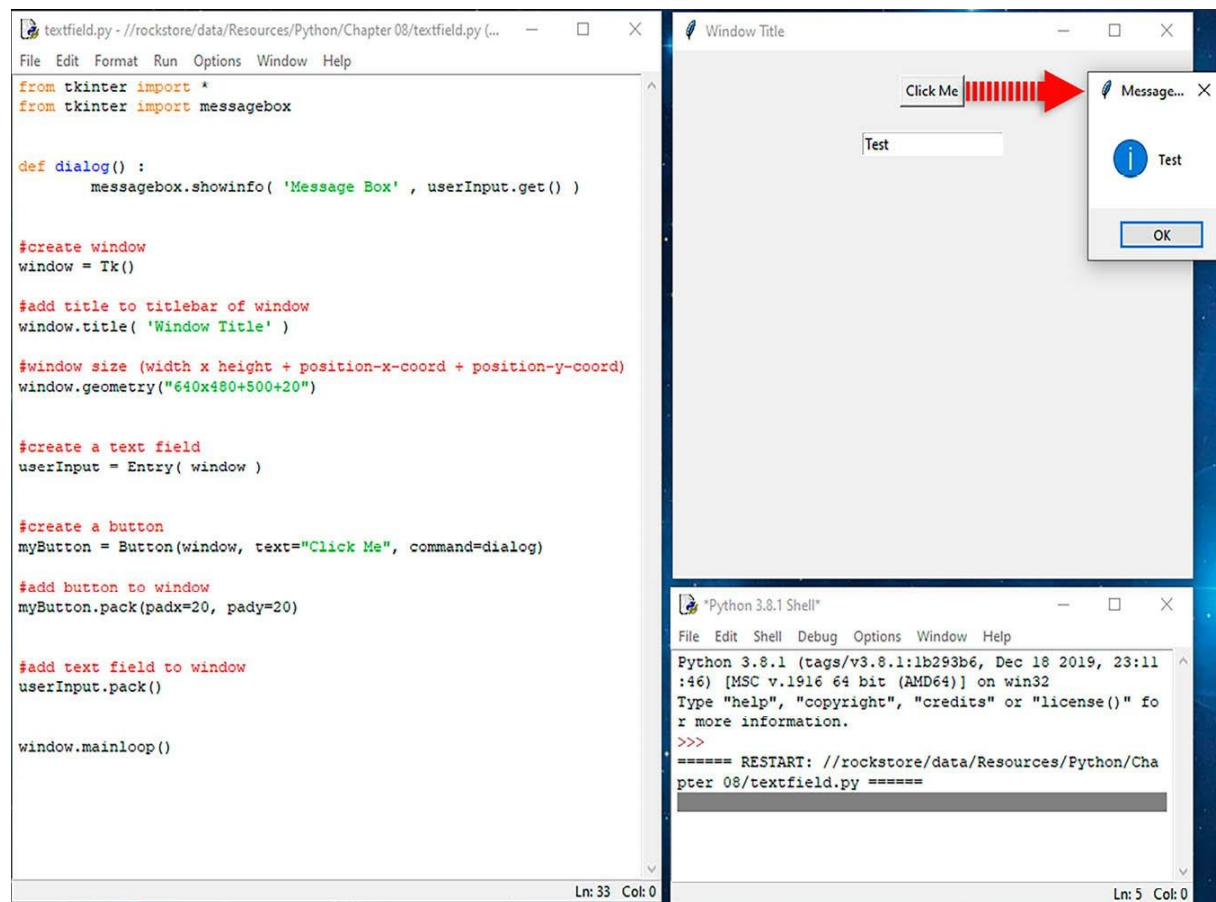 textfield.py - //rockstore/data/Resources/Python/Chapter 08/textfield.py (...
File Edit Format Run Options Window Help
from tkinter import *
from tkinter import messagebox
def dialog() :
messagebox.showinfo( 'Message Box' , userInput.get() )
#create window
window = Tk()
#add title to titlebar of window
window.title( 'Window Title' )
#window size (width x height + position-x-coord + position-y-coord)
window.geometry("640x480+500+20")
#create a text field
userInput = Entry( window )
#create a button
myButton = Button(window, text="Click Me", command=dialog)
#add button to window
myButton.pack(padx=20, pady=20)
#add text field to window
userInput.pack()
window.mainloop()
Ln: 33 Col: 0
Window Title
Click Me
Test
Message...
Test
OK
*Python 3.8.1 Shell*
File Edit Shell Debug Options Window Help
Python 3.8.1 (tags/v3.8.1:1b293b6, Dec 18 2019, 23:11
:46) [MSC v.1916 64 bit (AMD64)] on win32
Type "help", "copyright", "credits" or "license()" fo
r more information.
>>>
====== RESTART: //rockstore/data/Resources/Python/Cha
pter 08/textfield.py ======
Ln: 5 Col: 0